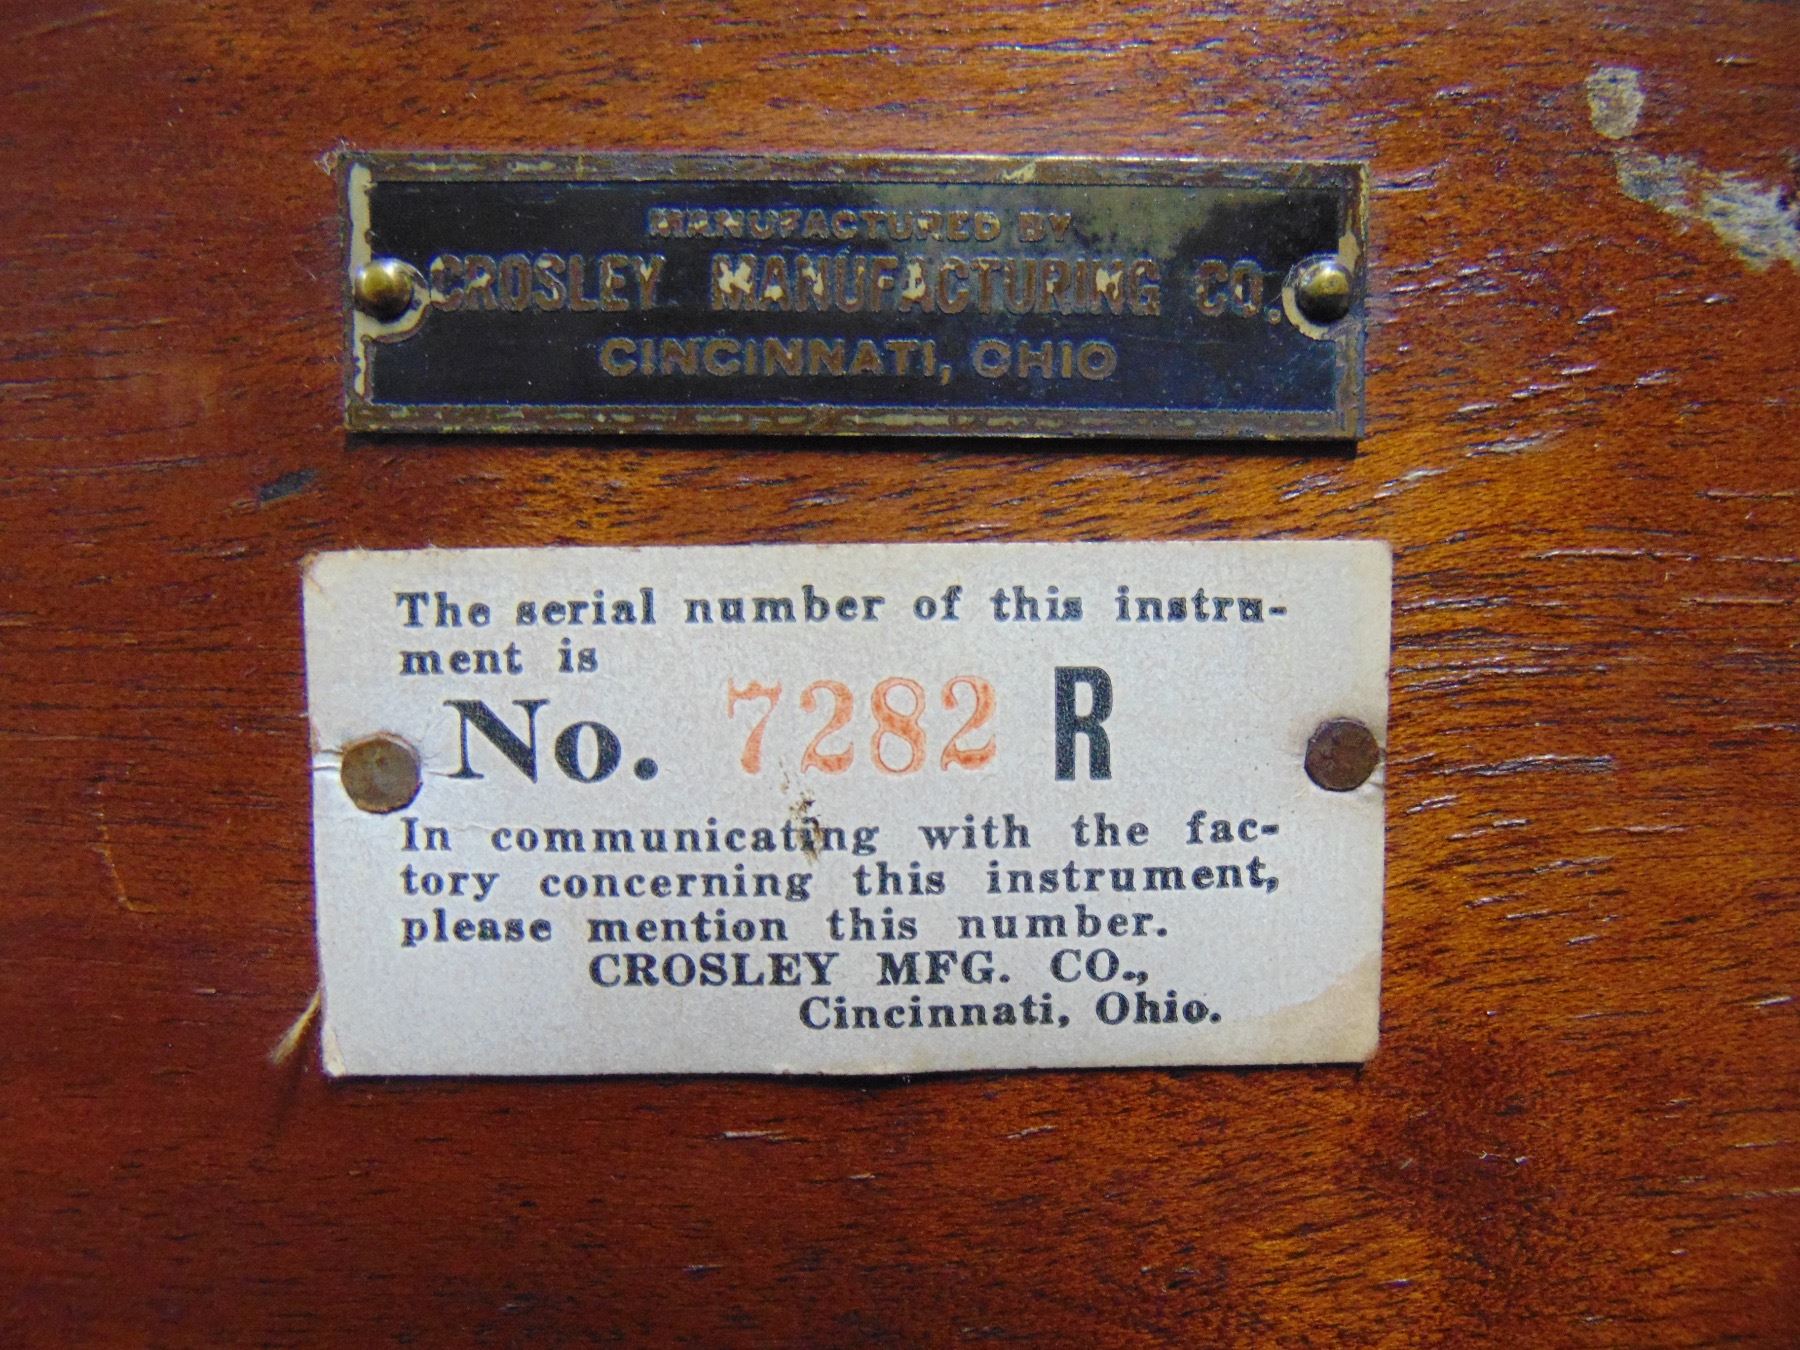 MANUFACTURED BY
CROSLEY MANUFACTURING CO.
CINCINNATI, OHIO
The serial number of this instru-
ment is
No. 7282 R
In communicating with the fac-
tory concerning this instrument,
please mention this number.
CROSLEY MFG. CO.,
Cincinnati, Ohio.